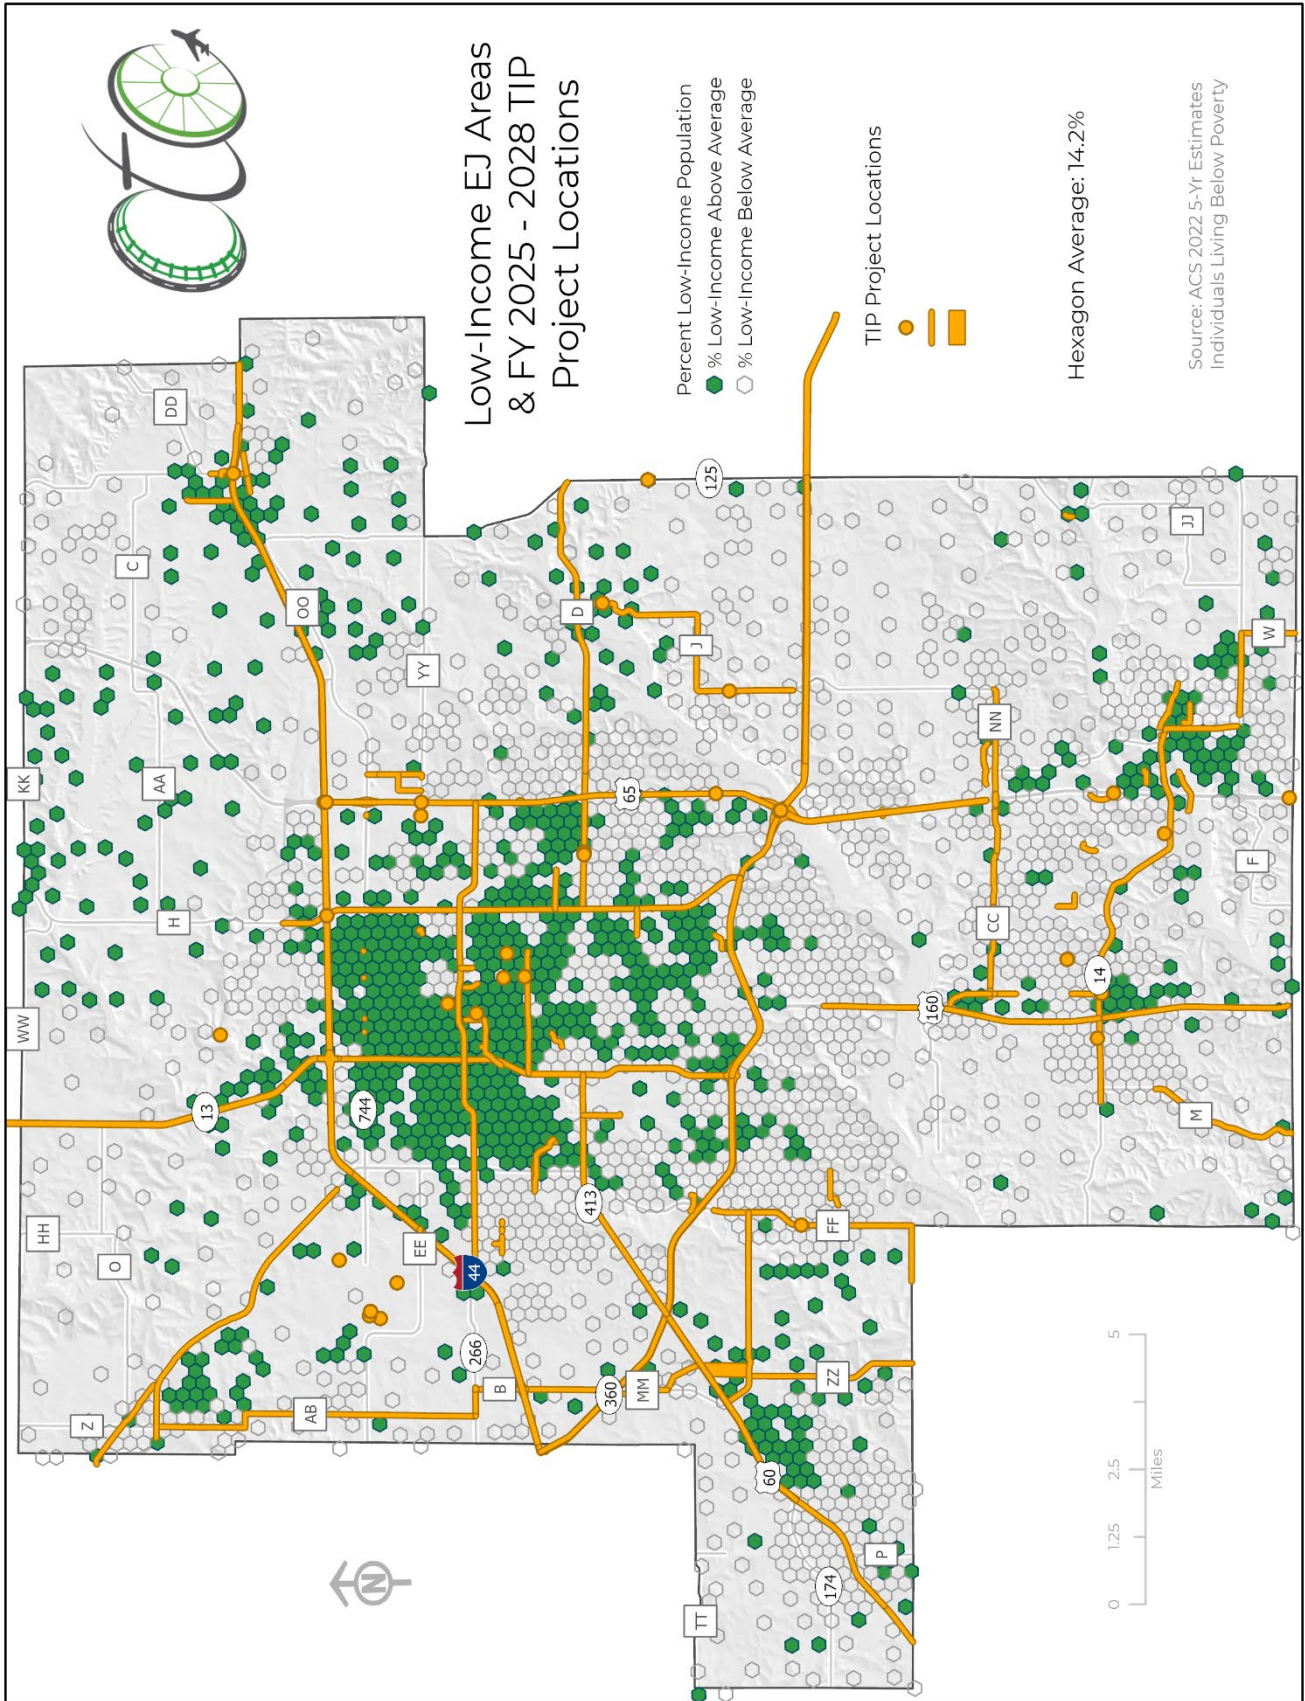 oto
Low-Income EJ Areas
& FY 2025 - 2028 TIP
Project Locations
Percent Low-Income Population
% Low-Income Above Average
% Low-Income Below Average
TIP Project Locations
Hexagon Average: 14.2%
Source: ACS 2022 5-Yr Estimates
Individuals Living Below Poverty
Z
HH
WW
KK
O
AA
C
H
DD
13
AB
OO
744
EE
YY
266
44
B
D
413
360
65
MM
J
125
TT
60
ZZ
FF
174
P
160
CC
NN
14
M
F
JJ
W
N
0
1.25
2.5
5
Miles